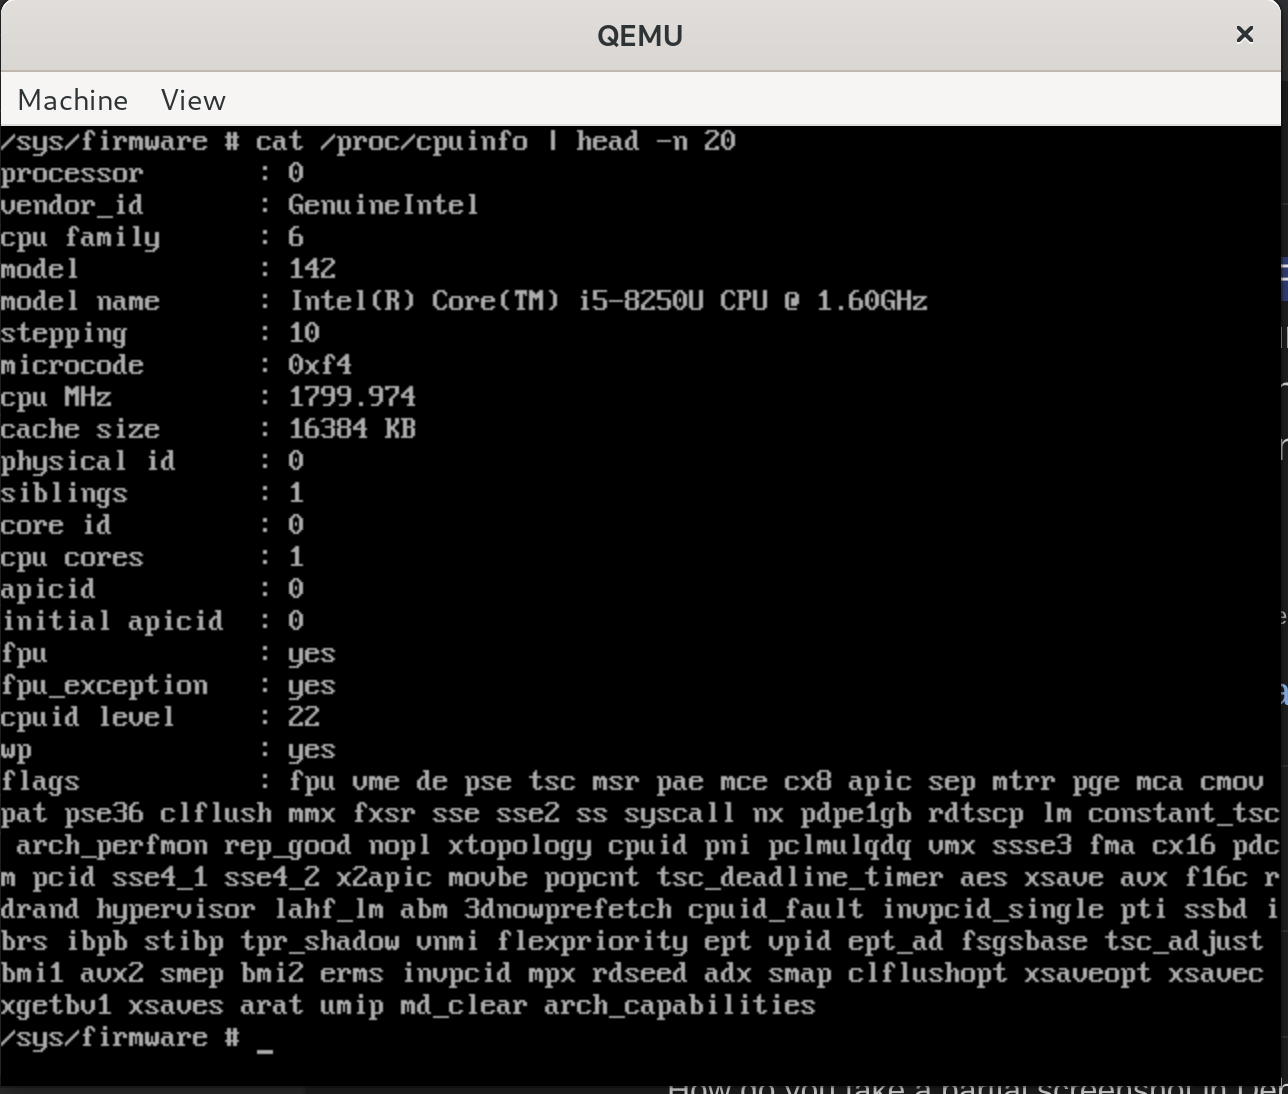 QEMU
Machine View
/sys/firmware # cat /proc/cpuinfo | head -n 20
processor : 0
vendor_id : GenuineIntel
cpu family : 6
model : 142
model name : Intel(R) Core(TM) i5-8250U CPU @ 1.60GHz
stepping : 10
microcode : 0xf4
cpu MHz : 1799.974
cache size : 16384 KB
physical id : 0
siblings : 1
core id : 0
cpu cores : 1
apicid : 0
initial apicid : 0
fpu : yes
fpu_exception : yes
cpuid level : 22
wp : yes
flags : fpu vme de pse tsc msr pae mce cx8 apic sep mtrr pge mca cmov
pat pse36 clflush mmx fxsr sse sse2 ss syscall nx pdpe1gb rdtscp lm constant_tsc
arch_perfmon rep_good nopl xtopology cpuid pni pclmulqdq vmx ssse3 fma cx16 pdc
m pcid sse4_1 sse4_2 x2apic movbe popcnt tsc_deadline_timer aes xsave avx f16c r
drand hypervisor lahf_lm abm 3dnowprefetch cpuid_fault invpcid_single pti ssbd i
brs ibpb stibp tpr_shadow vnmi flexpriority ept vpid ept_ad fsgsbase tsc_adjust
bmi1 avx2 smep bmi2 erms invpcid mpx rdseed adx smap clflushopt xsaveopt xsavec
xgetbv1 xsaves arat umip md_clear arch_capabilities
/sys/firmware # _
How do you take a partial screenshot in De